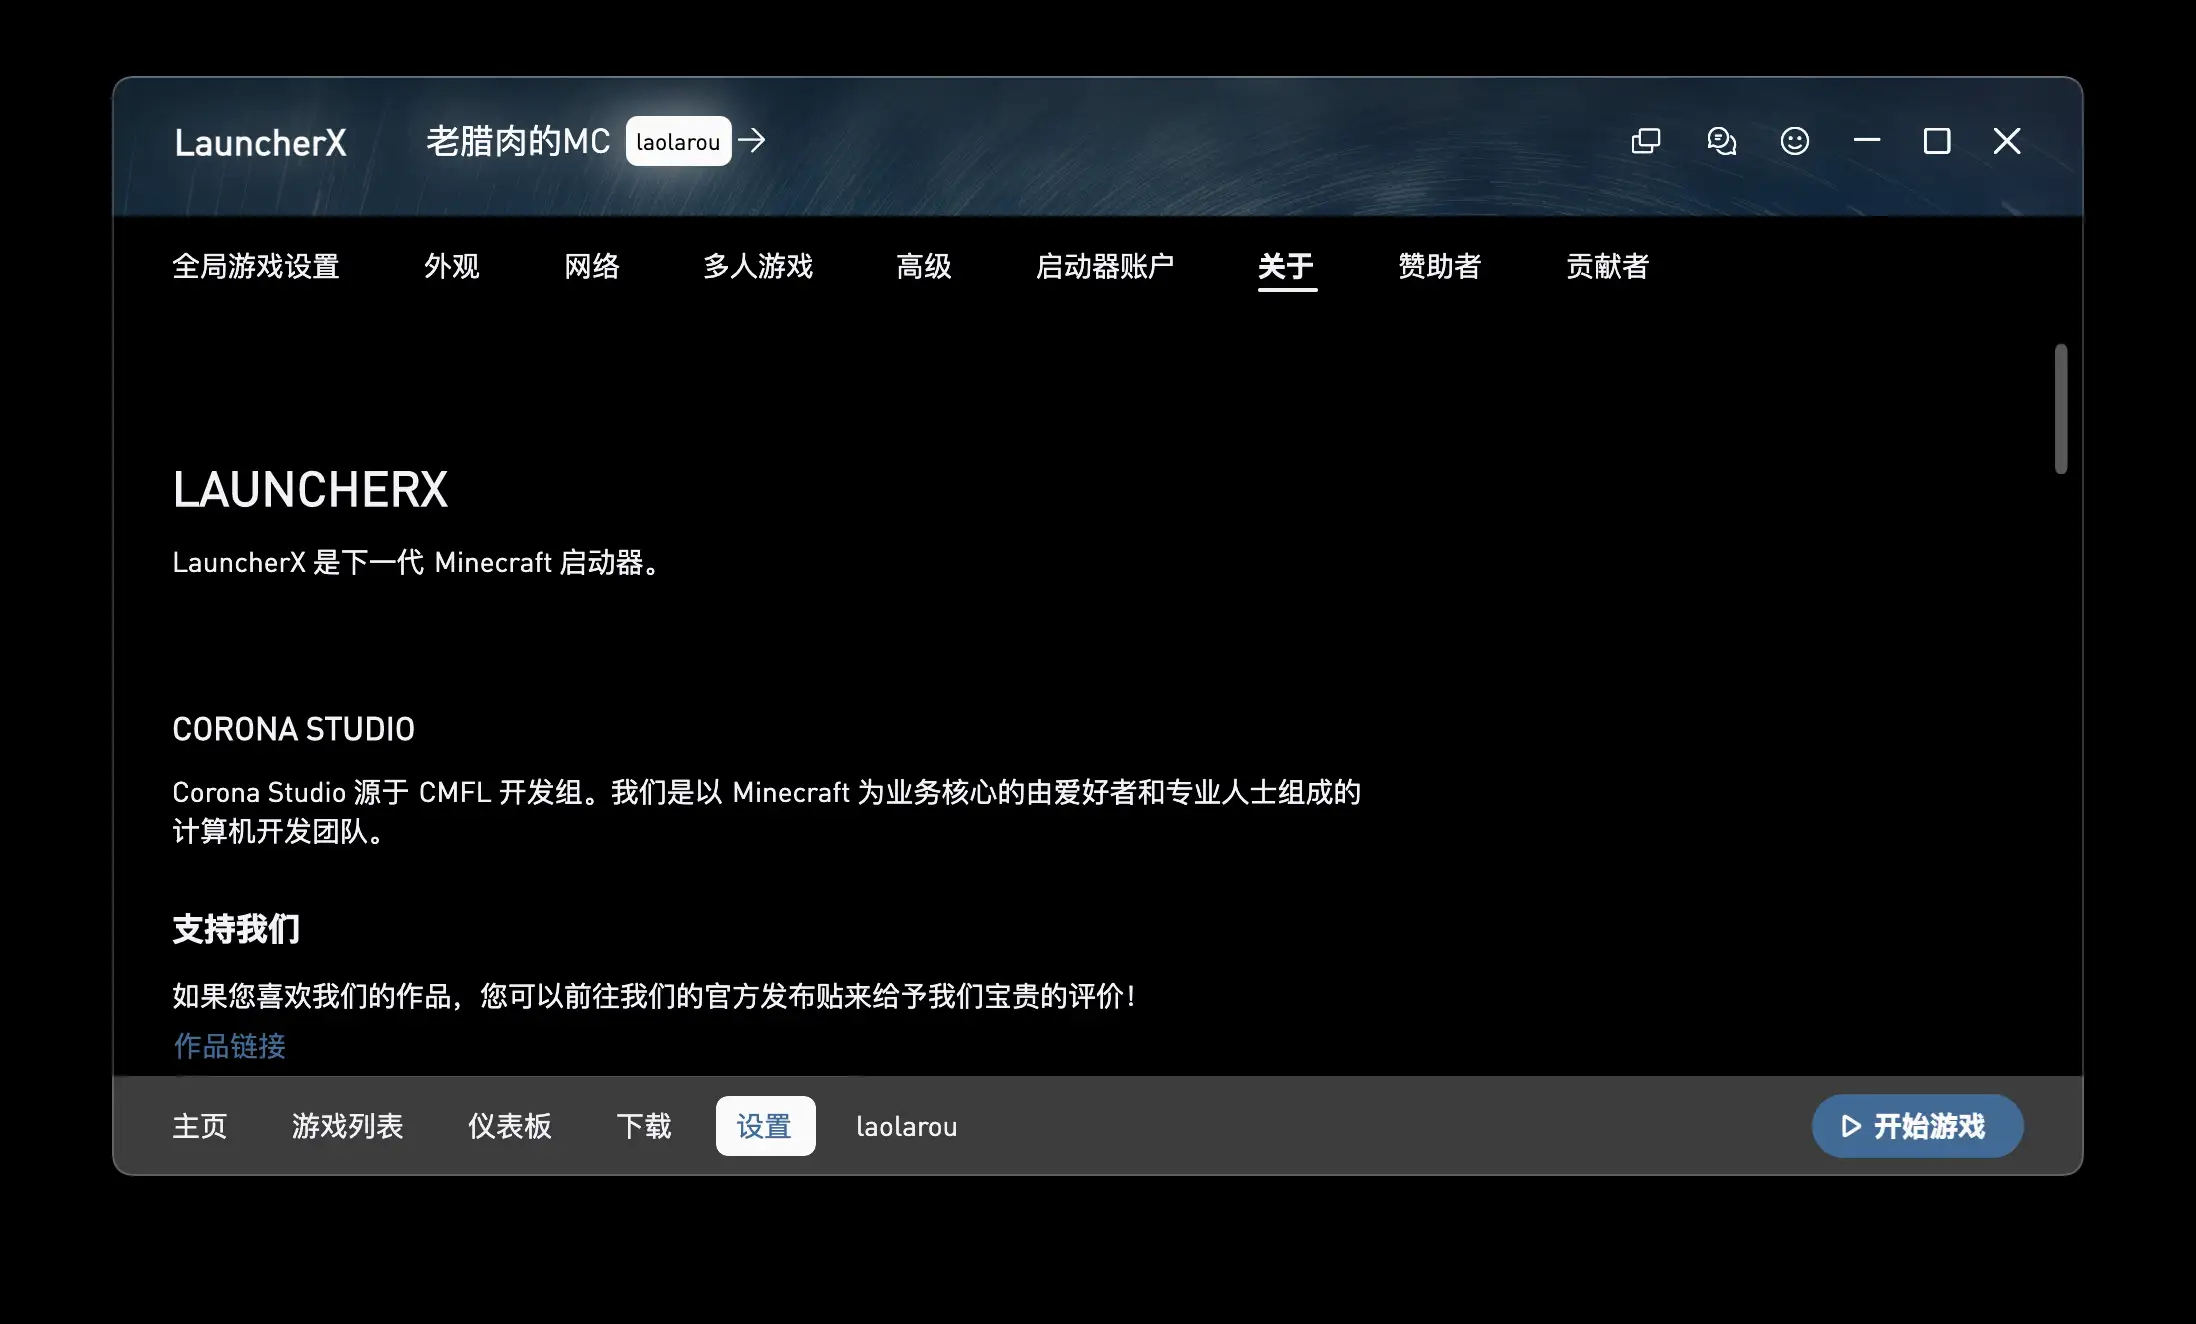 LauncherX
老腊肉的MC laolarou
全局游戏设置 外观 网络 多人游戏 高级 启动器账户 关于 赞助者 贡献者
LAUNCHERX
LauncherX 是下一代 Minecraft 启动器。
CORONA STUDIO
Corona Studio 源于 CMFL 开发组。我们是以 Minecraft 为业务核心的由爱好者和专业人士组成的
计算机开发团队。
支持我们
如果您喜欢我们的作品，您可以前往我们的官方发布贴来给予我们宝贵的评价！
作品链接
主页 游戏列表 仪表板 下载 设置 laolarou
开始游戏